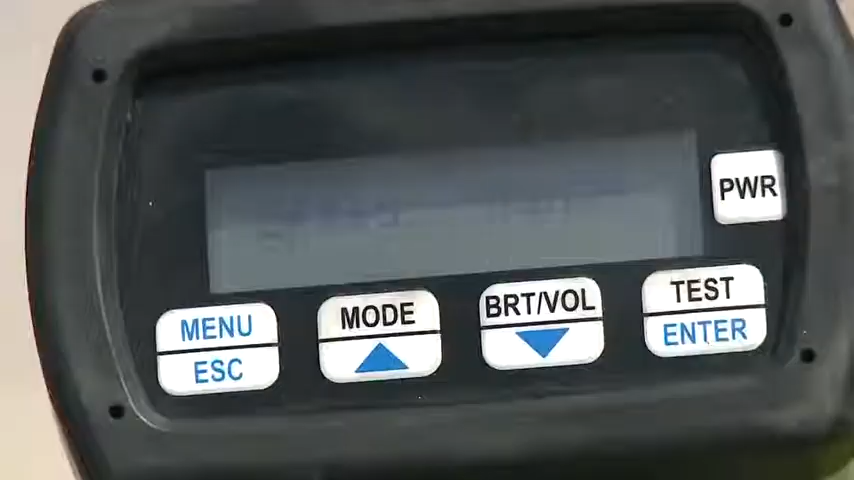 PWR
MENU
ESC
MODE
BRT/VOL
TEST
ENTER